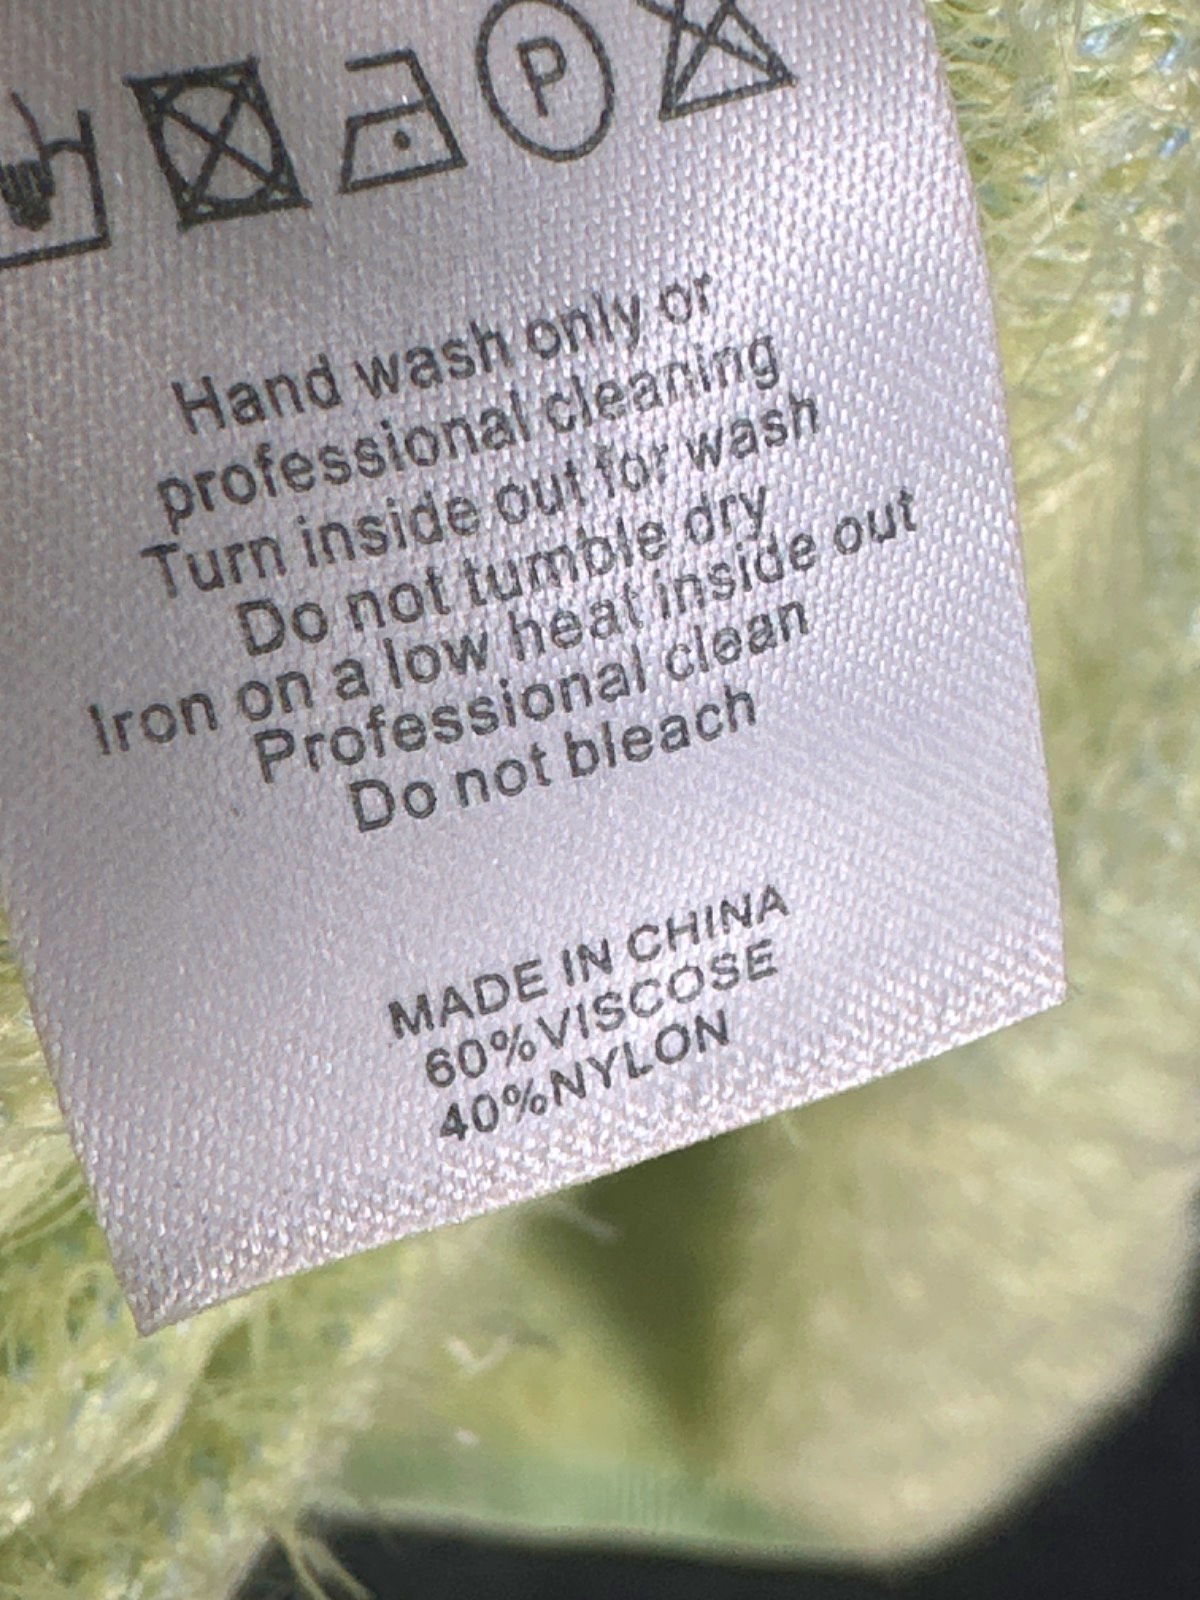 P
Hand wash only or
professional cleaning
Turn inside out for wash
Do not tumble dry
Iron on a low heat inside out
Professional clean
Do not bleach
MADE IN CHINA
60%VISCOSE
40%NYLON